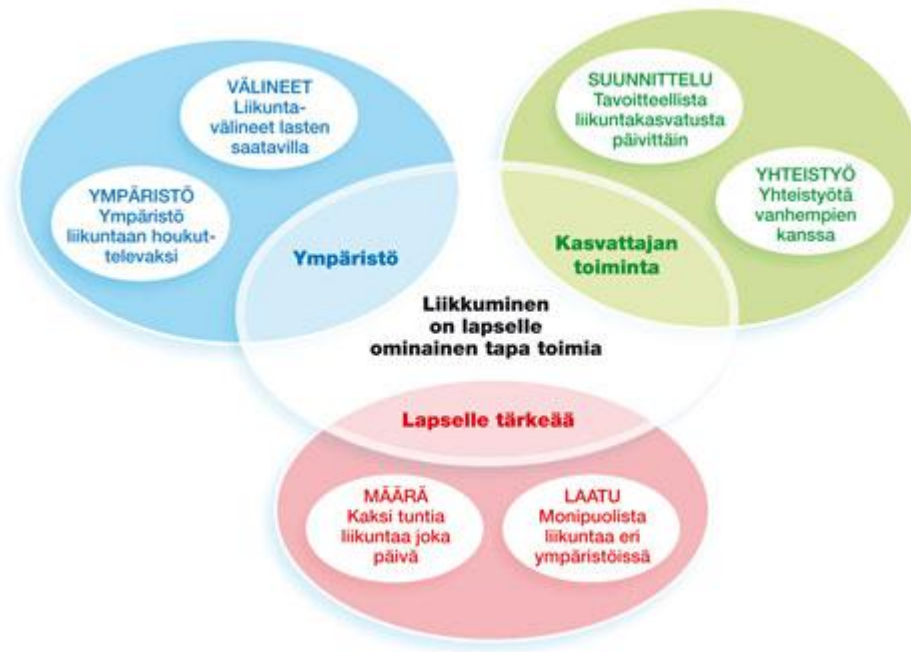 VÄLINEET
Liikunta-
välineet lasten
saatavilla
YMPÄRISTÖ
Ympäristö
liikuntaan houkut-
televaksi
Ympäristö
SUUNNITTELU
Tavoitteellista
liikuntakasvatusta
päivittäin
YHTEISTYÖ
Yhteistyötä
vanhempien
kanssa
Kasvattajan
toiminta
Liikkuminen
on lapselle
ominainen tapa toimia
Lapselle tärkeää
MÄÄRÄ
Kaksi tuntia
liikuntaa joka
päivä
LAATU
Monipuolista
liikuntaa eri
ympäristöissä